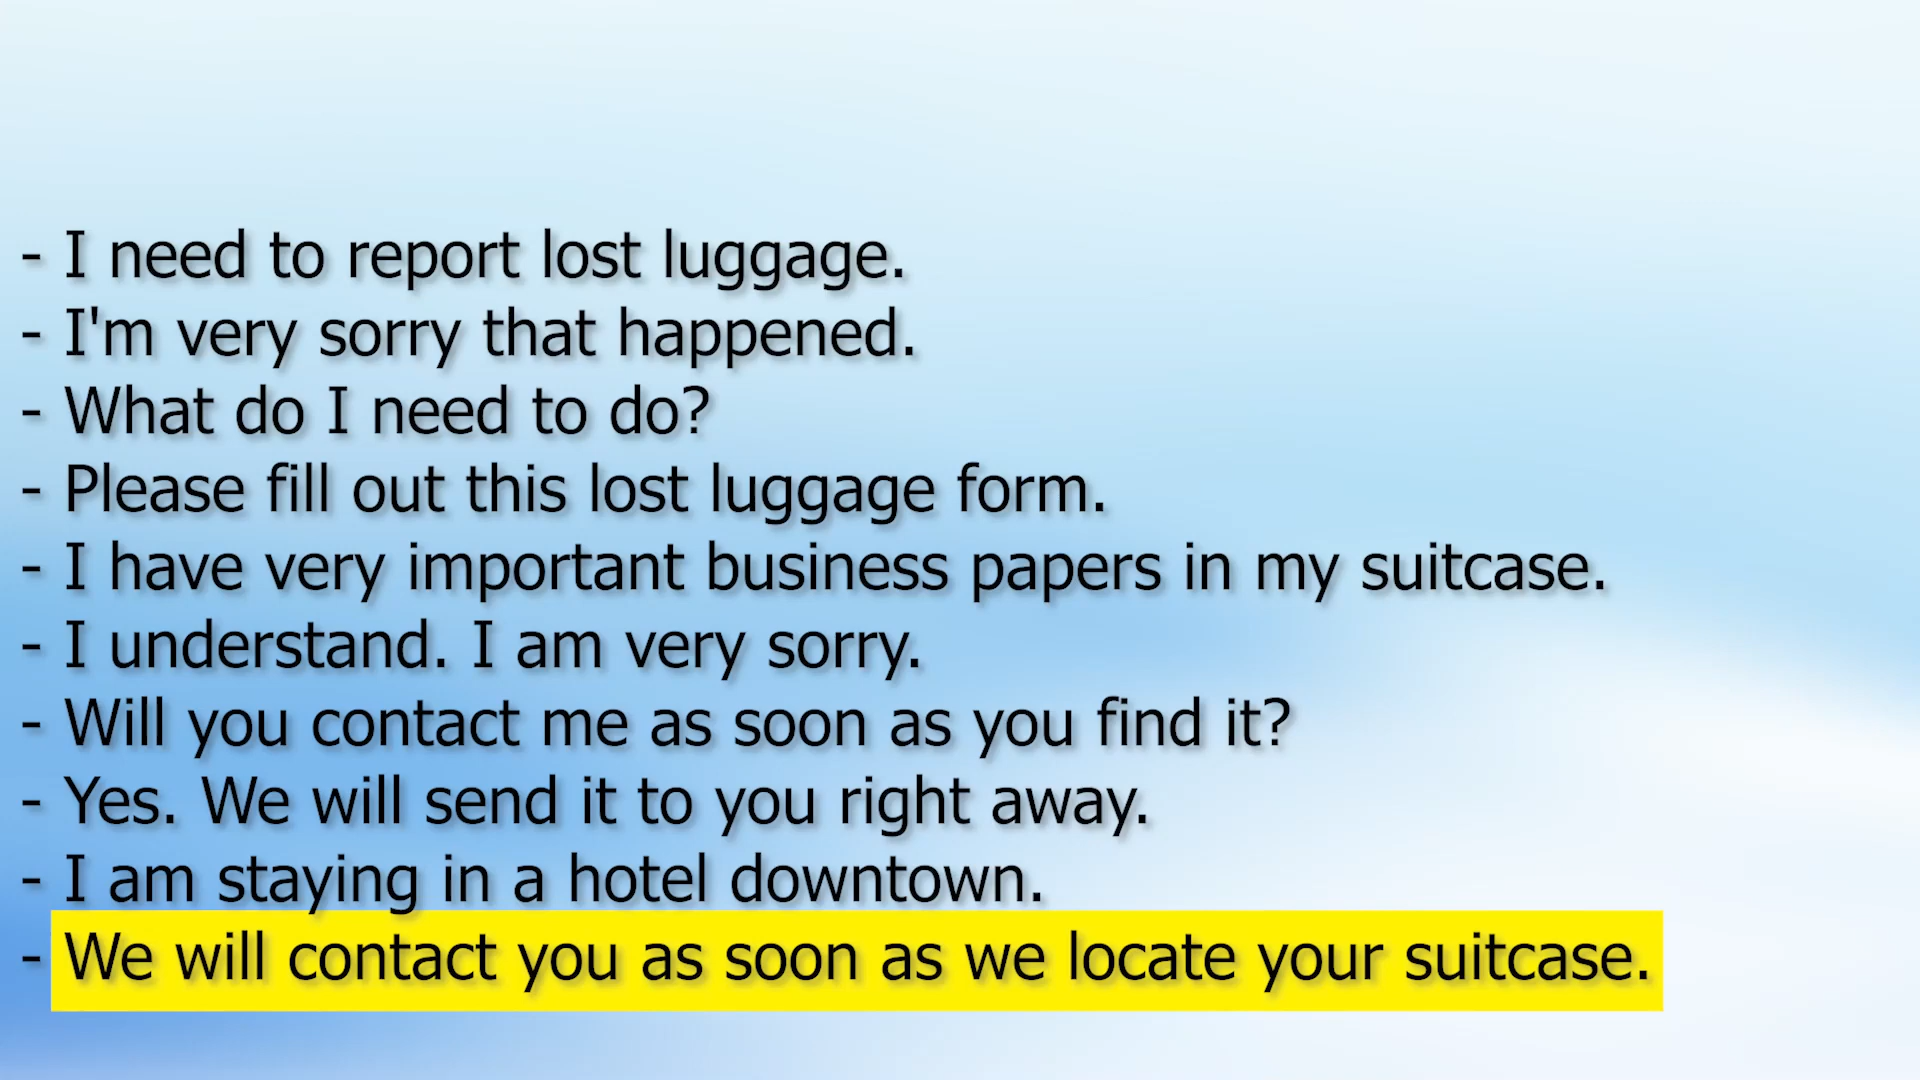 - I need to report lost luggage.
- I'm very sorry that happened.
- What do I need to do?
- Please fill out this lost luggage form.
- I have very important business papers in my suitcase.
- I understand. I am very sorry.
- Will you contact me as soon as you find it?
- Yes. We will send it to you right away.
- I am staying in a hotel downtown.
- We will contact you as soon as we locate your suitcase.